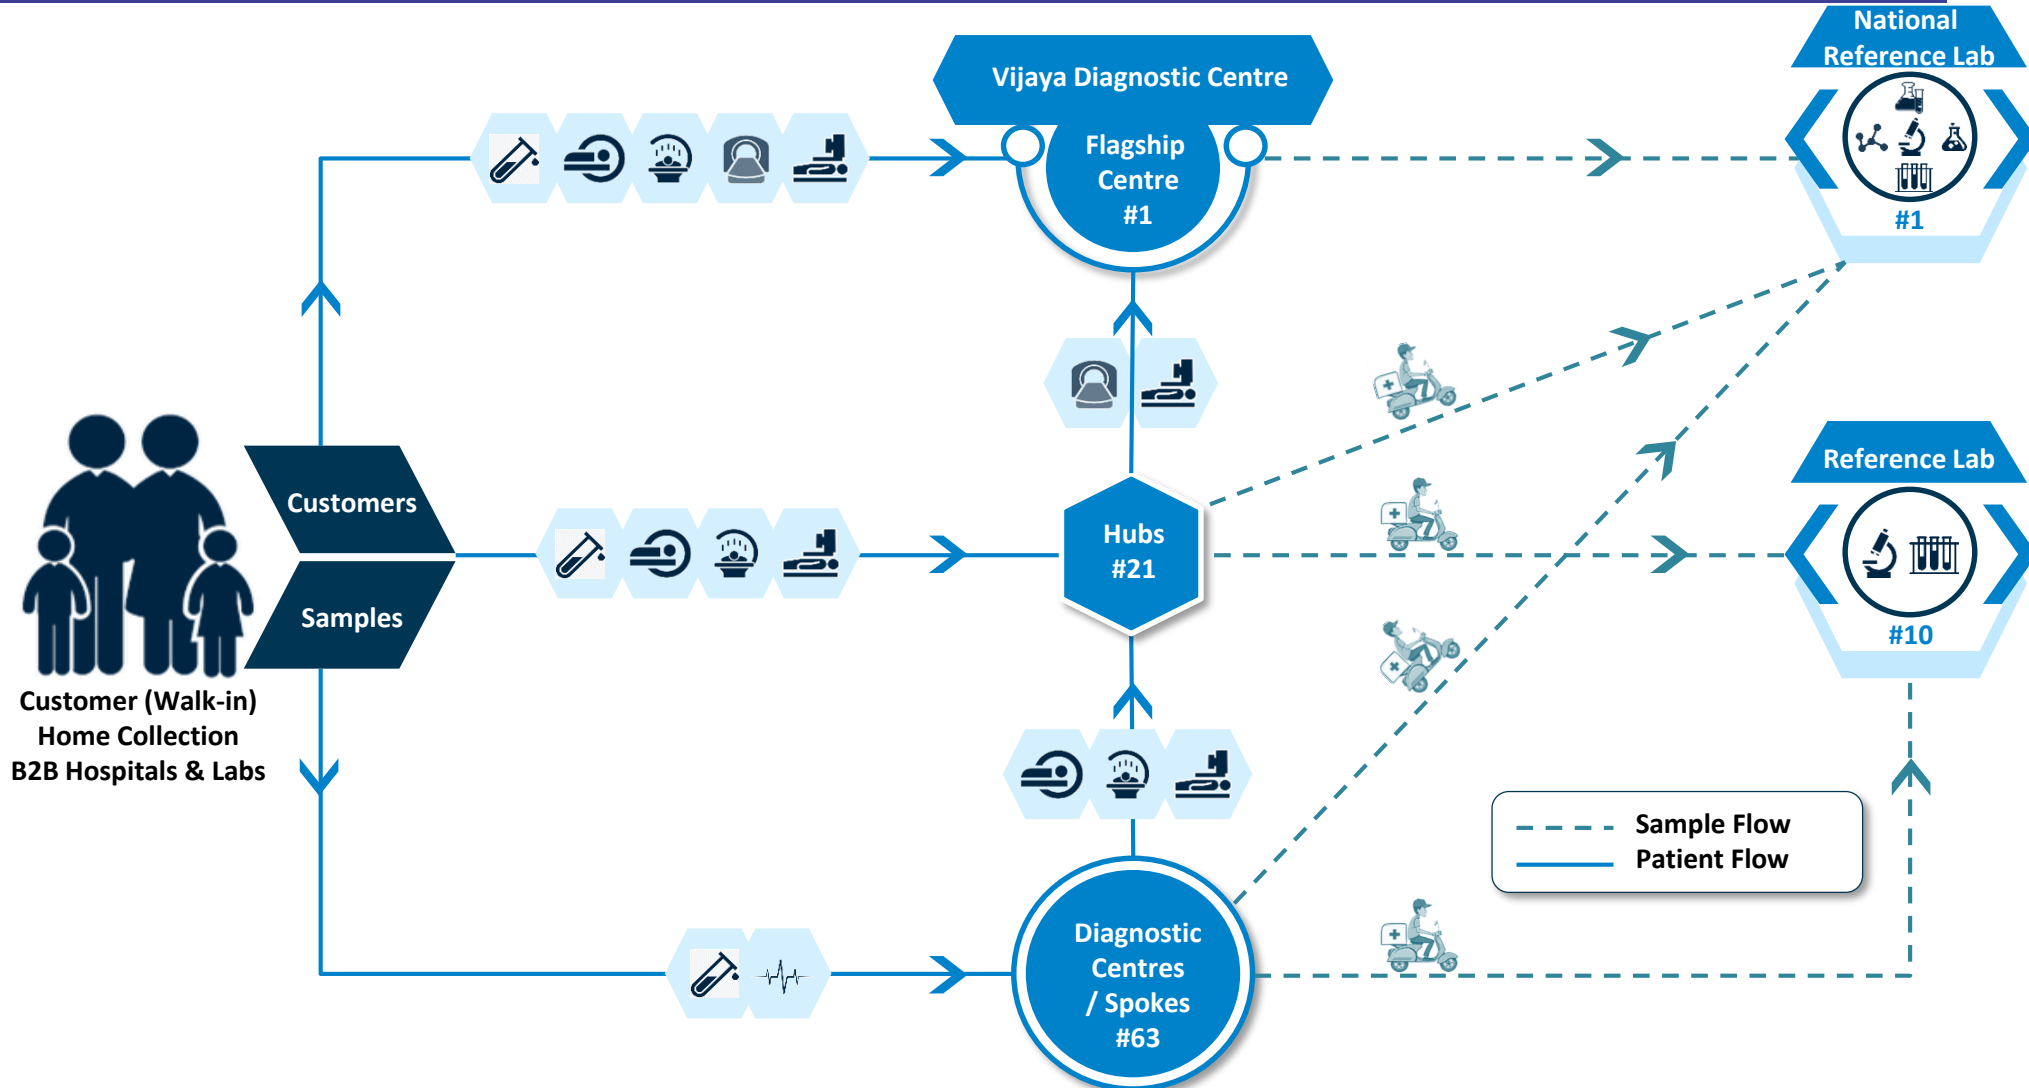 National
Reference Lab
Vijaya Diagnostic Centre
Flagship
Centre
#1
#1
Customers
Samples
Hubs
#21
Reference Lab
#10
Customer (Walk-in)
Home Collection
B2B Hospitals & Labs
Sample Flow
Patient Flow
Diagnostic
Centres
/ Spokes
#63